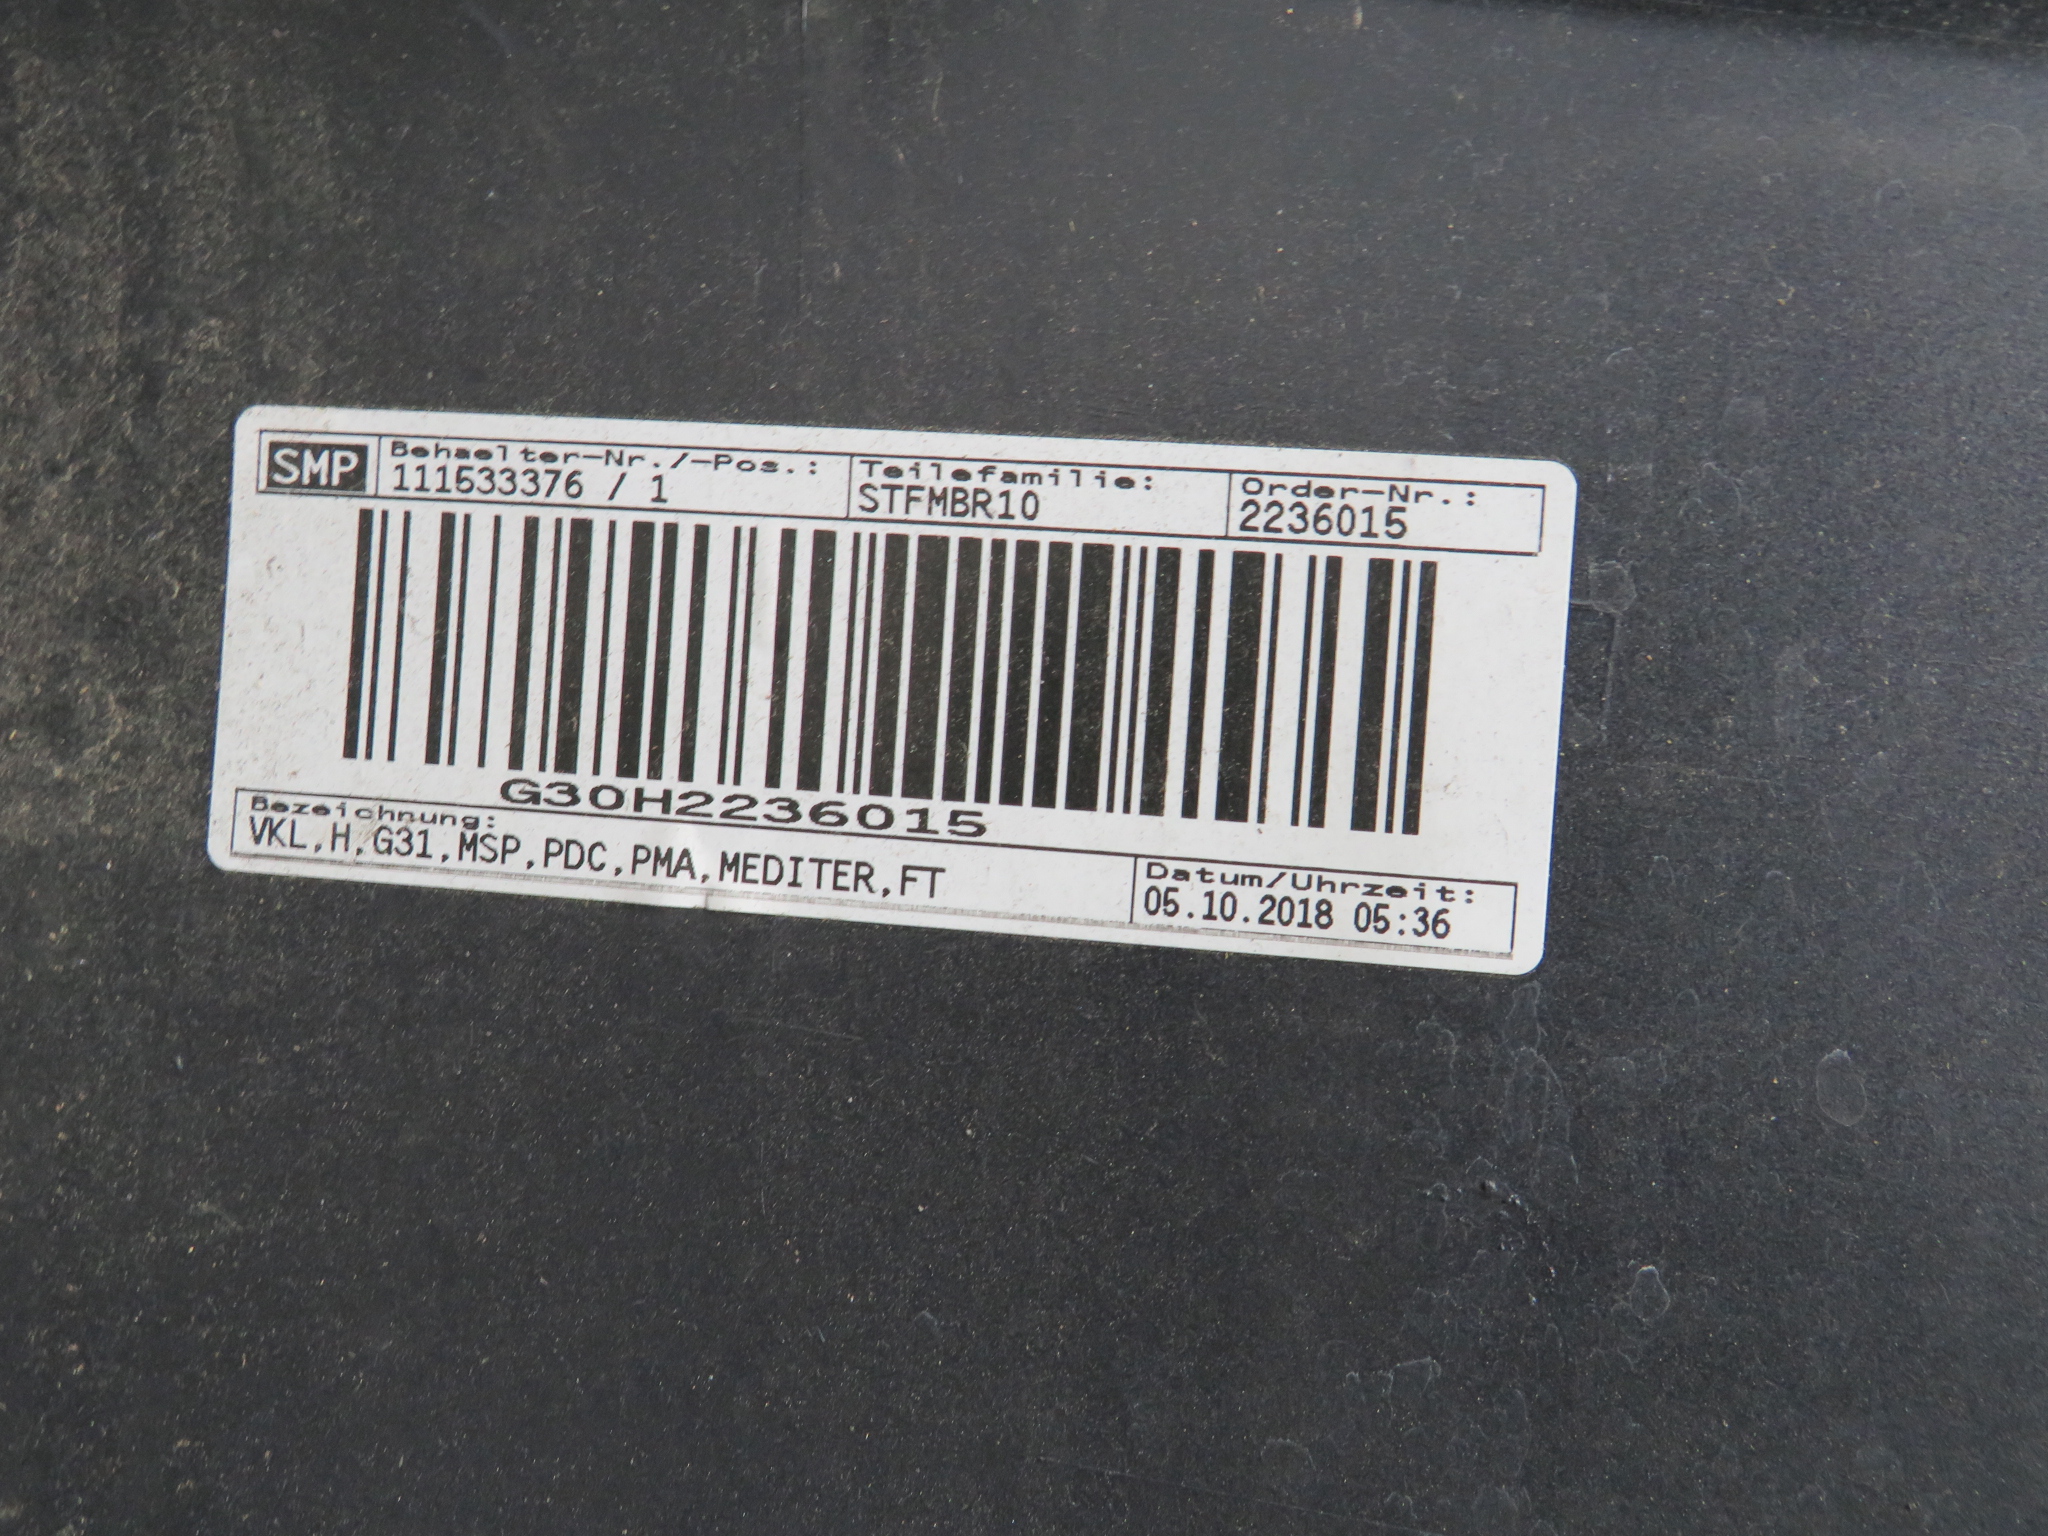 SMP
Behaelter-Nr./-Pos.:
111533376 / 1
Teilefamilie:
STFMBR10
Order-Nr.:
2236015
G30H2236015
Bezeichnung:
VKL,H,G31,MSP,PDC,PMA,MEDITER,FT
Datum/Uhrzeit:
05.10.2018 05:36